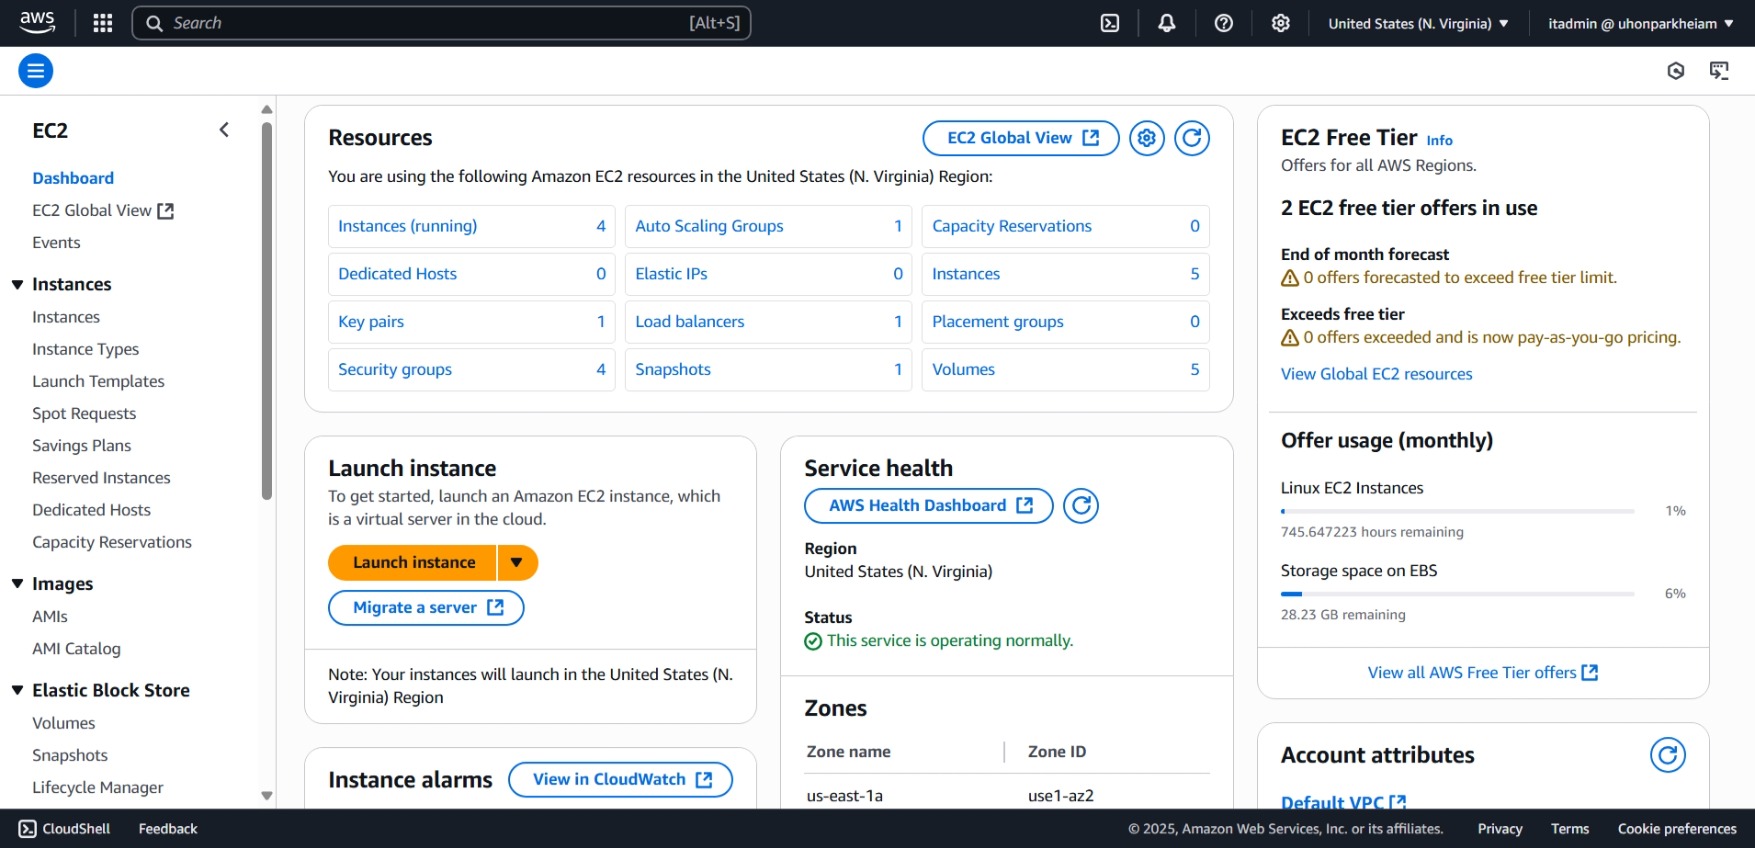 aws
Search
[Alt+S]
United States (N. Virginia)
itadmin @ uhonparkheiam
EC2
Dashboard
EC2 Global View
Events
Instances
Instances
Instance Types
Launch Templates
Spot Requests
Savings Plans
Reserved Instances
Dedicated Hosts
Capacity Reservations
Images
AMIs
AMI Catalog
Elastic Block Store
Volumes
Snapshots
Lifecycle Manager
Resources
EC2 Global View
You are using the following Amazon EC2 resources in the United States (N. Virginia) Region:
Instances (running) 4
Auto Scaling Groups 1
Capacity Reservations 0
Dedicated Hosts 0
Elastic IPs 0
Instances 5
Key pairs 1
Load balancers 1
Placement groups 0
Security groups 4
Snapshots 1
Volumes 5
Launch instance
To get started, launch an Amazon EC2 instance, which
is a virtual server in the cloud.
Launch instance
Migrate a server
Note: Your instances will launch in the United States (N.
Virginia) Region
Instance alarms
View in CloudWatch
Service health
AWS Health Dashboard
Region
United States (N. Virginia)
Status
This service is operating normally.
Zones
Zone name
Zone ID
us-east-1a
use1-az2
EC2 Free Tier Info
Offers for all AWS Regions.
2 EC2 free tier offers in use
End of month forecast
0 offers forecasted to exceed free tier limit.
Exceeds free tier
0 offers exceeded and is now pay-as-you-go pricing.
View Global EC2 resources
Offer usage (monthly)
Linux EC2 Instances
1%
745.647223 hours remaining
Storage space on EBS
6%
28.23 GB remaining
View all AWS Free Tier offers
Account attributes
Default VPC
CloudShell
Feedback
© 2025, Amazon Web Services, Inc. or its affiliates.
Privacy
Terms
Cookie preferences